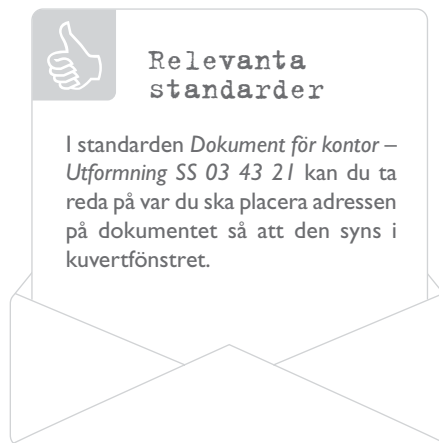 Relevanta
standarder
I standarden Dokument för kontor –
Utformning SS 03 43 21 kan du ta
reda på var du ska placera adressen
på dokumentet så att den syns i
kuvertfönstret.